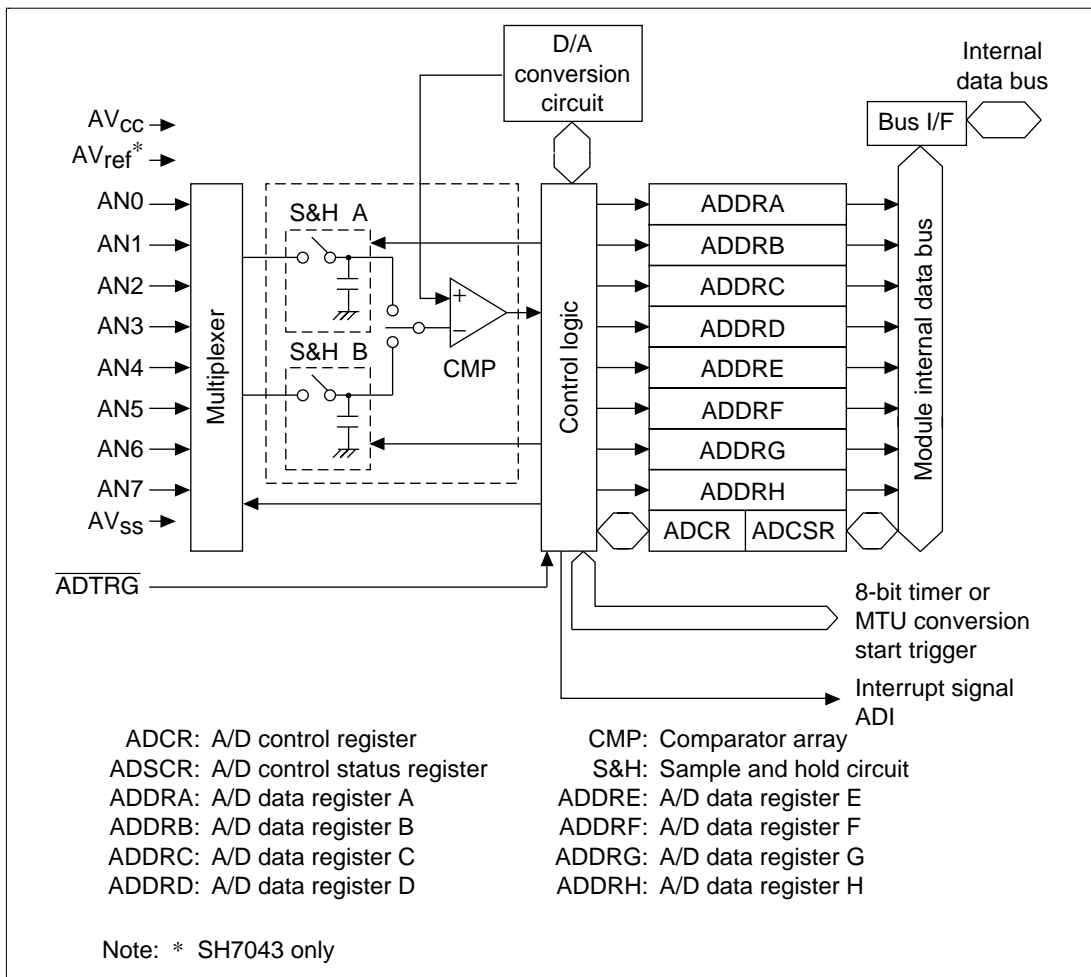 D/A
conversion
circuit
Internal
data bus
Bus I/F
AVcc
AVref*
AN0
AN1
AN2
AN3
AN4
AN5
AN6
AN7
AVss
ADTRG
Multiplexer
S&H A
S&H B
+
−
CMP
Control logic
ADDRA
ADDRB
ADDRC
ADDRD
ADDRE
ADDRF
ADDRG
ADDRH
ADCR
ADCSR
Module internal data bus
8-bit timer or
MTU conversion
start trigger
Interrupt signal
ADI
ADCR: A/D control register
ADSCR: A/D control status register
ADDRA: A/D data register A
ADDRB: A/D data register B
ADDRC: A/D data register C
ADDRD: A/D data register D
CMP: Comparator array
S&H: Sample and hold circuit
ADDRE: A/D data register E
ADDRF: A/D data register F
ADDRG: A/D data register G
ADDRH: A/D data register H
Note: * SH7043 only